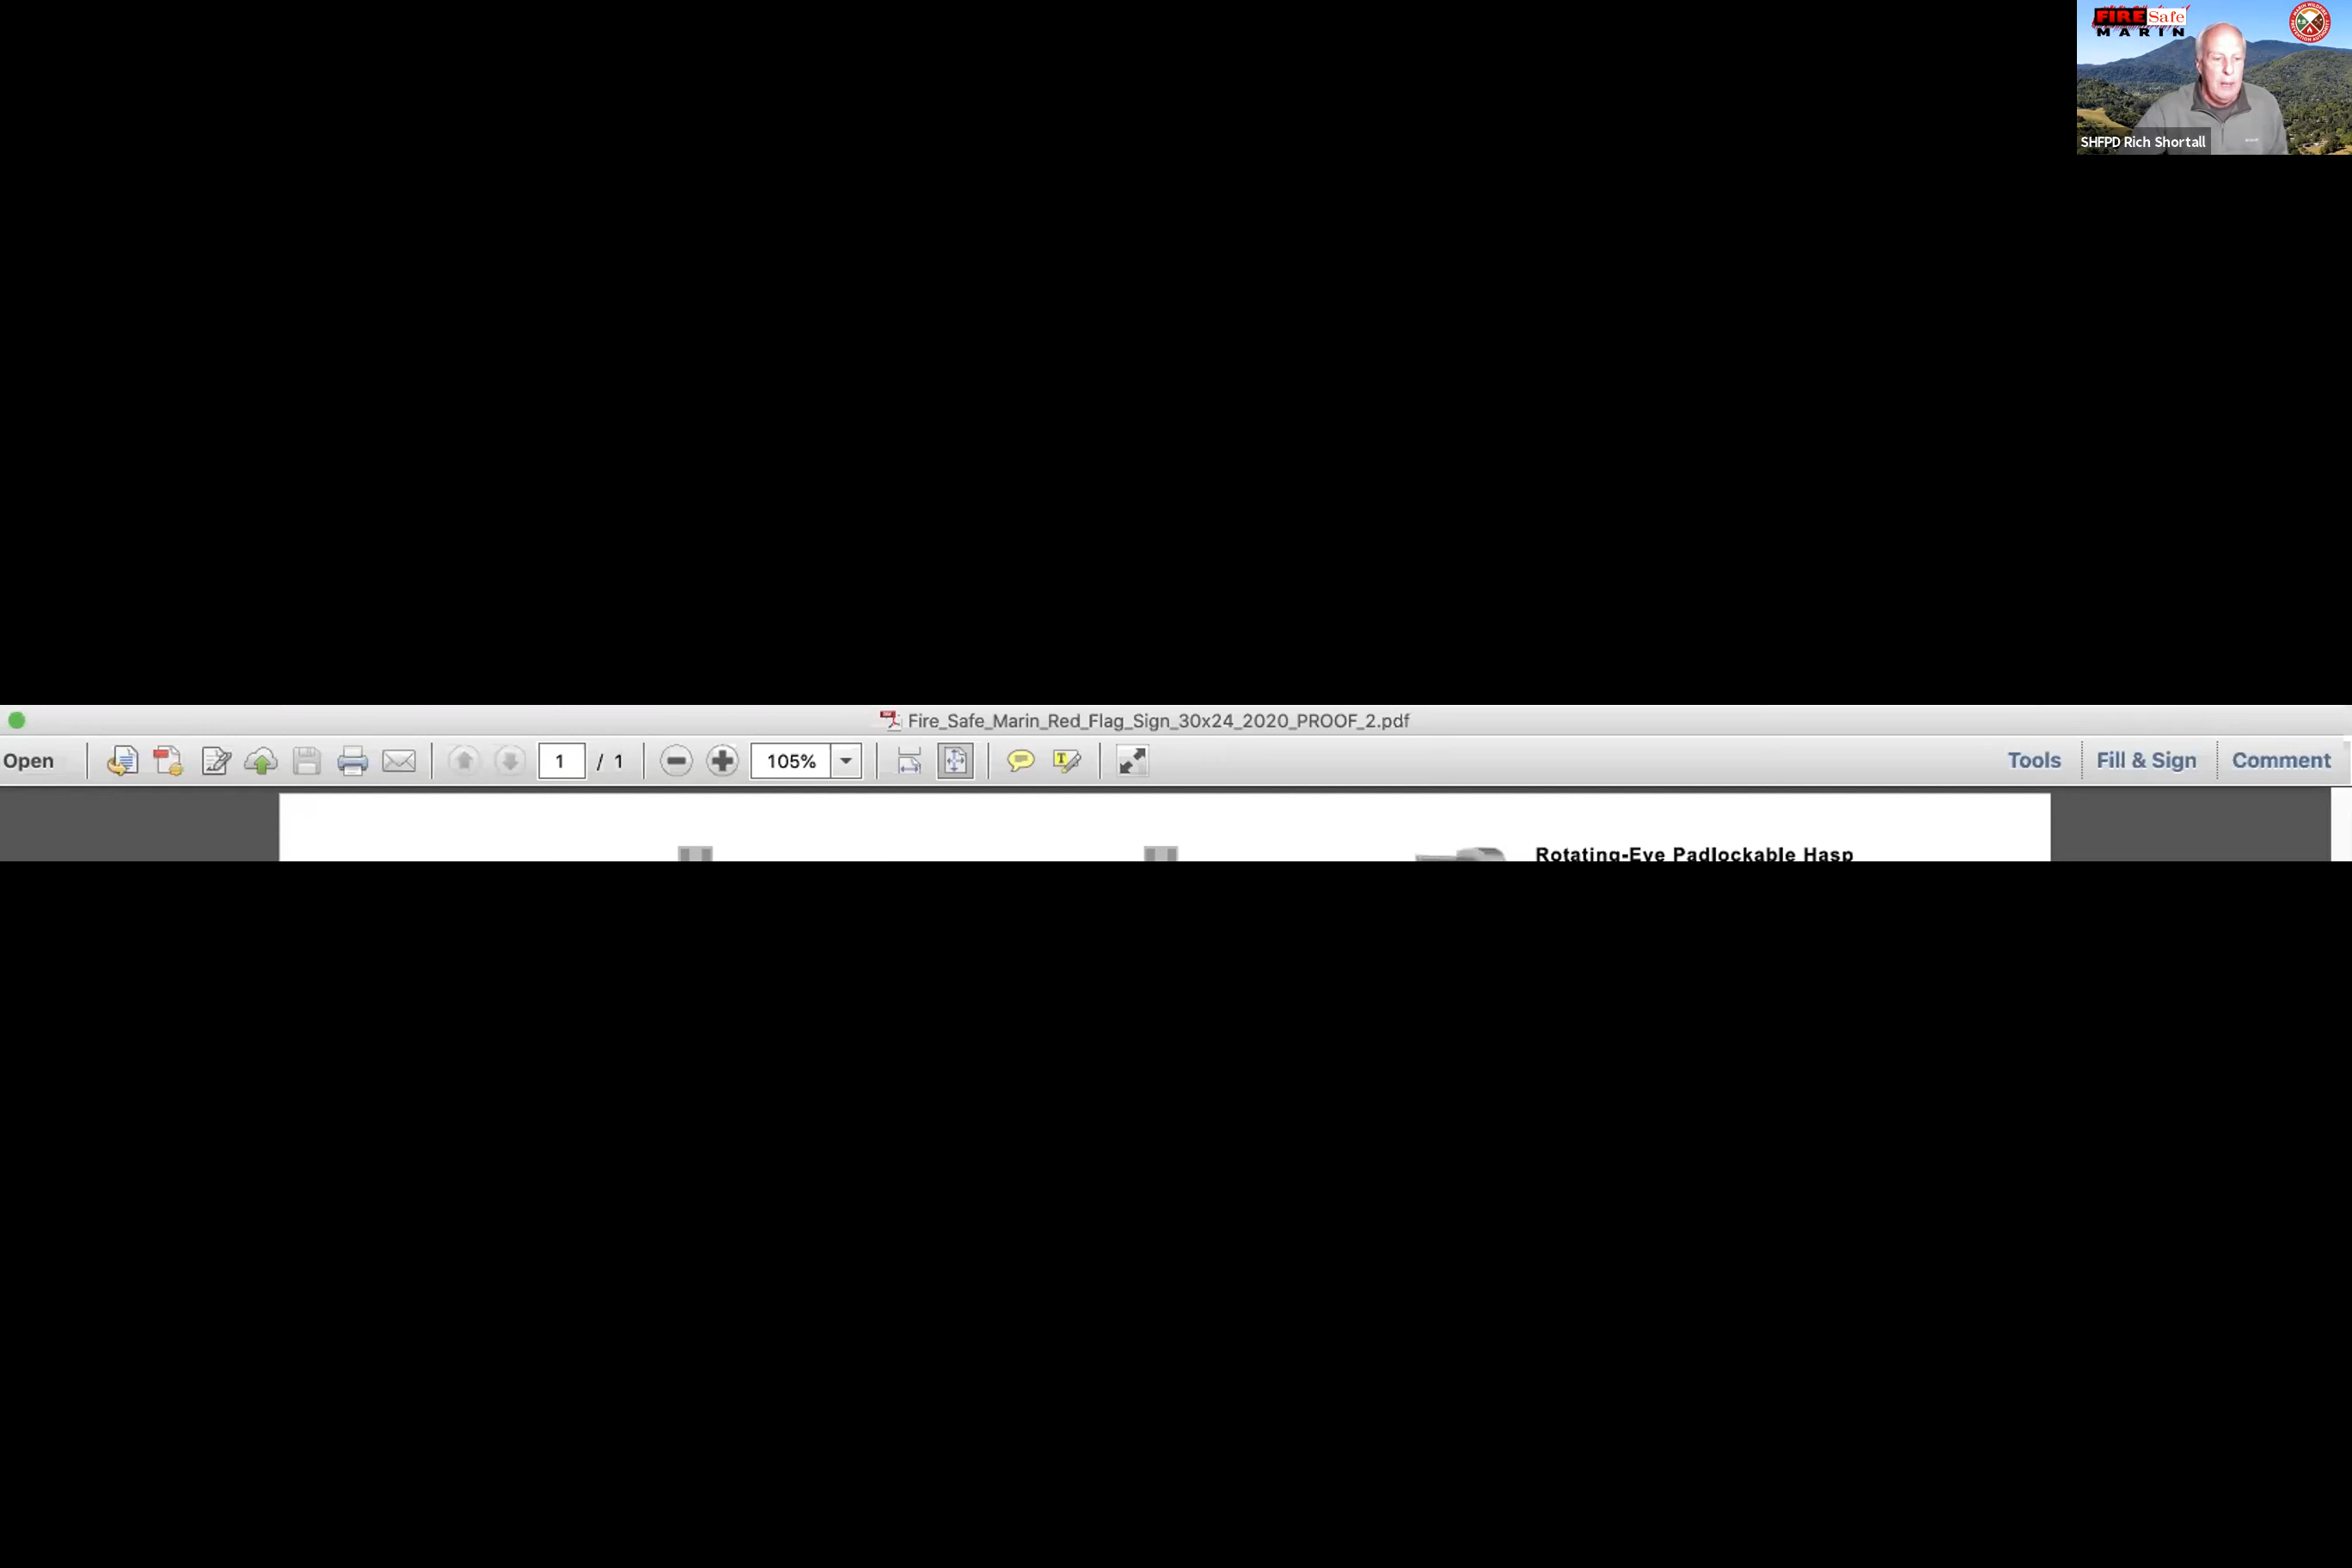 FIRE Safe
MARIN
SHFPD Rich Shortall
Fire_Safe_Marin_Red_Flag_Sign_30x24_2020_PROOF_2.pdf
Open
1 / 1
105%
T
Tools
Fill & Sign
Comment
Rotating-Eye Padlockable Hasp